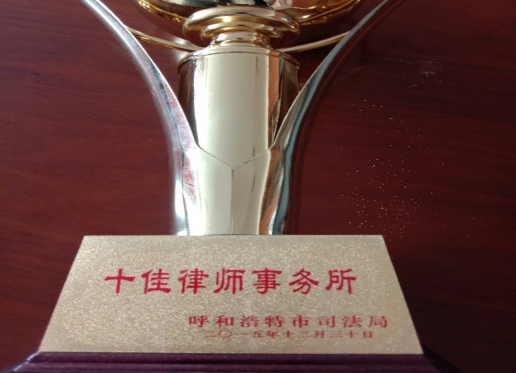 十佳律师事务所
呼和浩特市司法局
二〇一五年十二月三十日